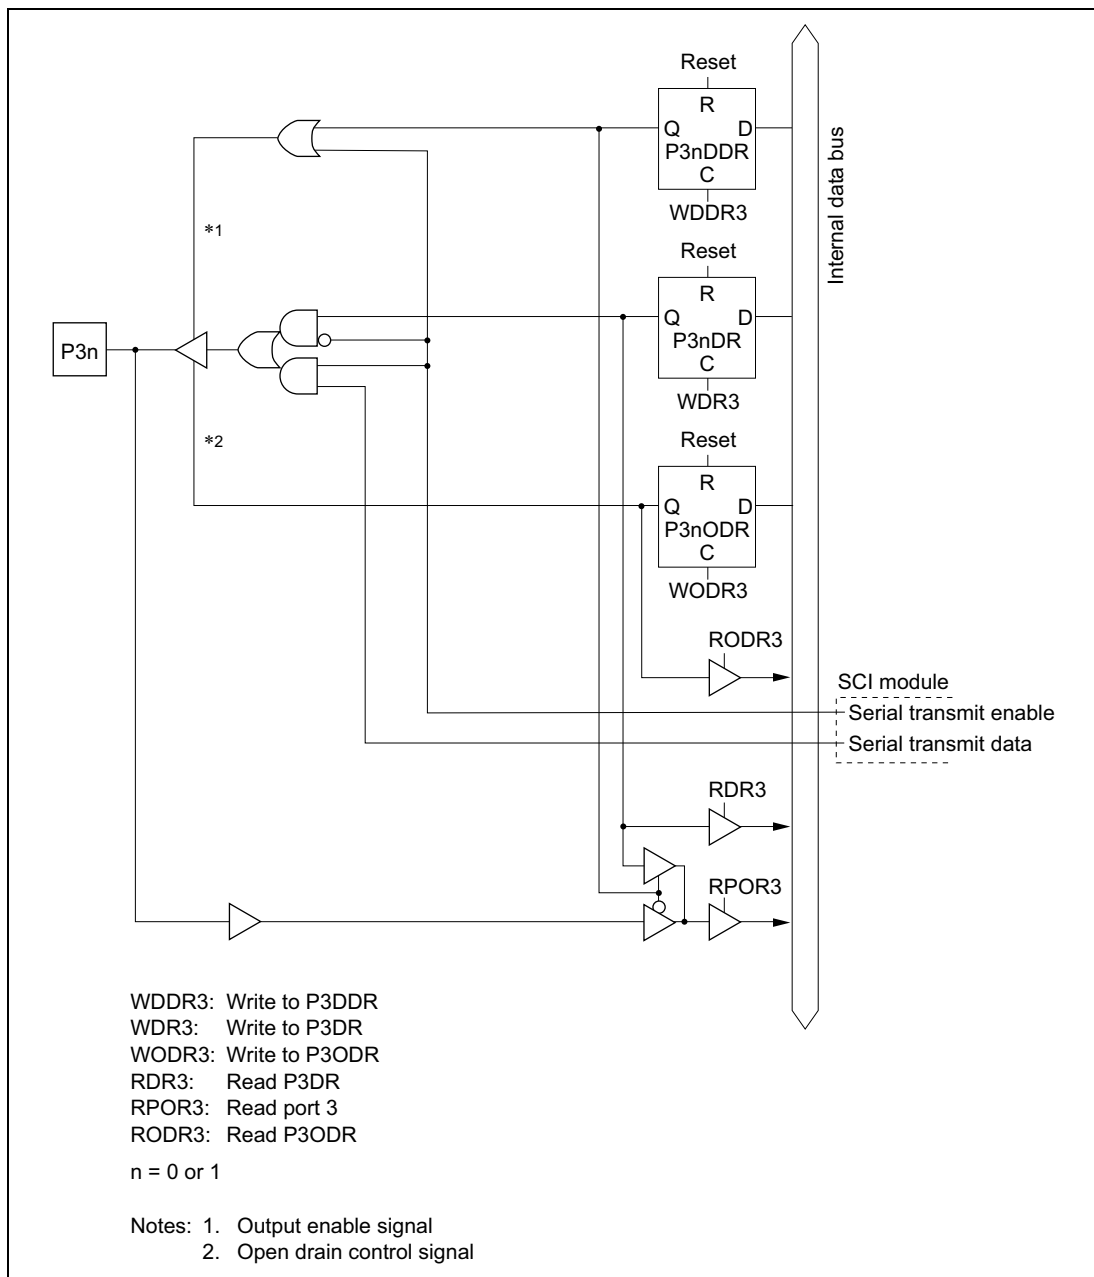 Reset
R
Q D
P3nDDR
C
WDDR3
Internal data bus
*1
Reset
R
Q D
P3nDR
C
WDR3
P3n
*2
Reset
R
Q D
P3nODR
C
WODR3
RODR3
SCI module
Serial transmit enable
Serial transmit data
RDR3
RPOR3
WDDR3: Write to P3DDR
WDR3: Write to P3DR
WODR3: Write to P3ODR
RDR3: Read P3DR
RPOR3: Read port 3
RODR3: Read P3ODR
n = 0 or 1
Notes: 1. Output enable signal
2. Open drain control signal